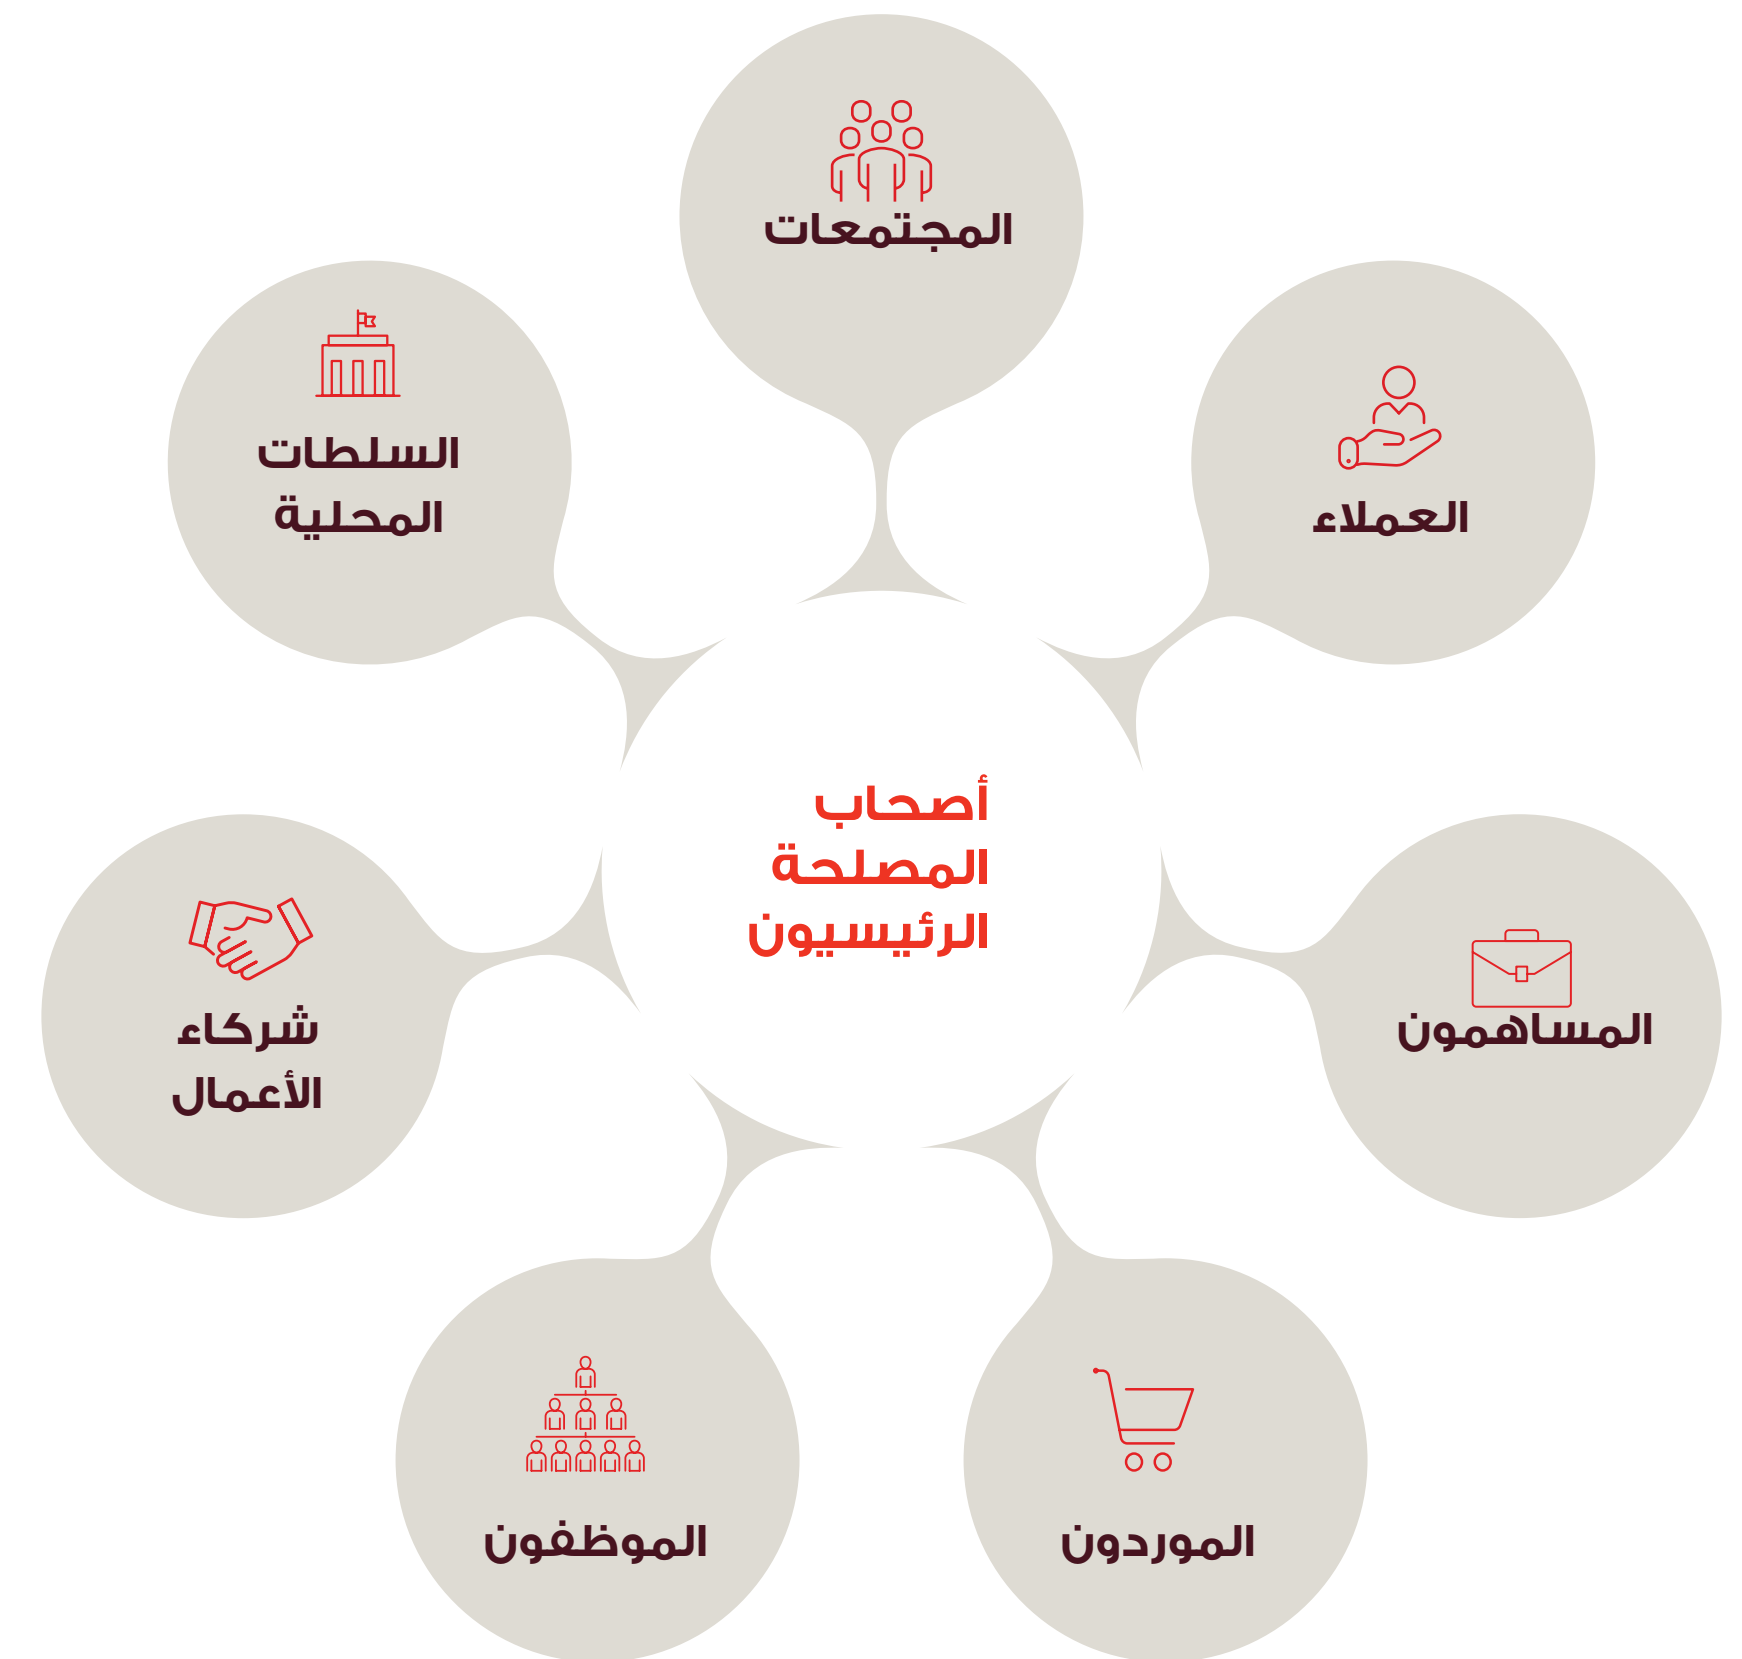 المجتمعات
العملاء
السلطات
المحلية
أصحاب
المصلحة
الرئيسيون
المساهمون
شركاء
الأعمال
الموردون
الموظفون